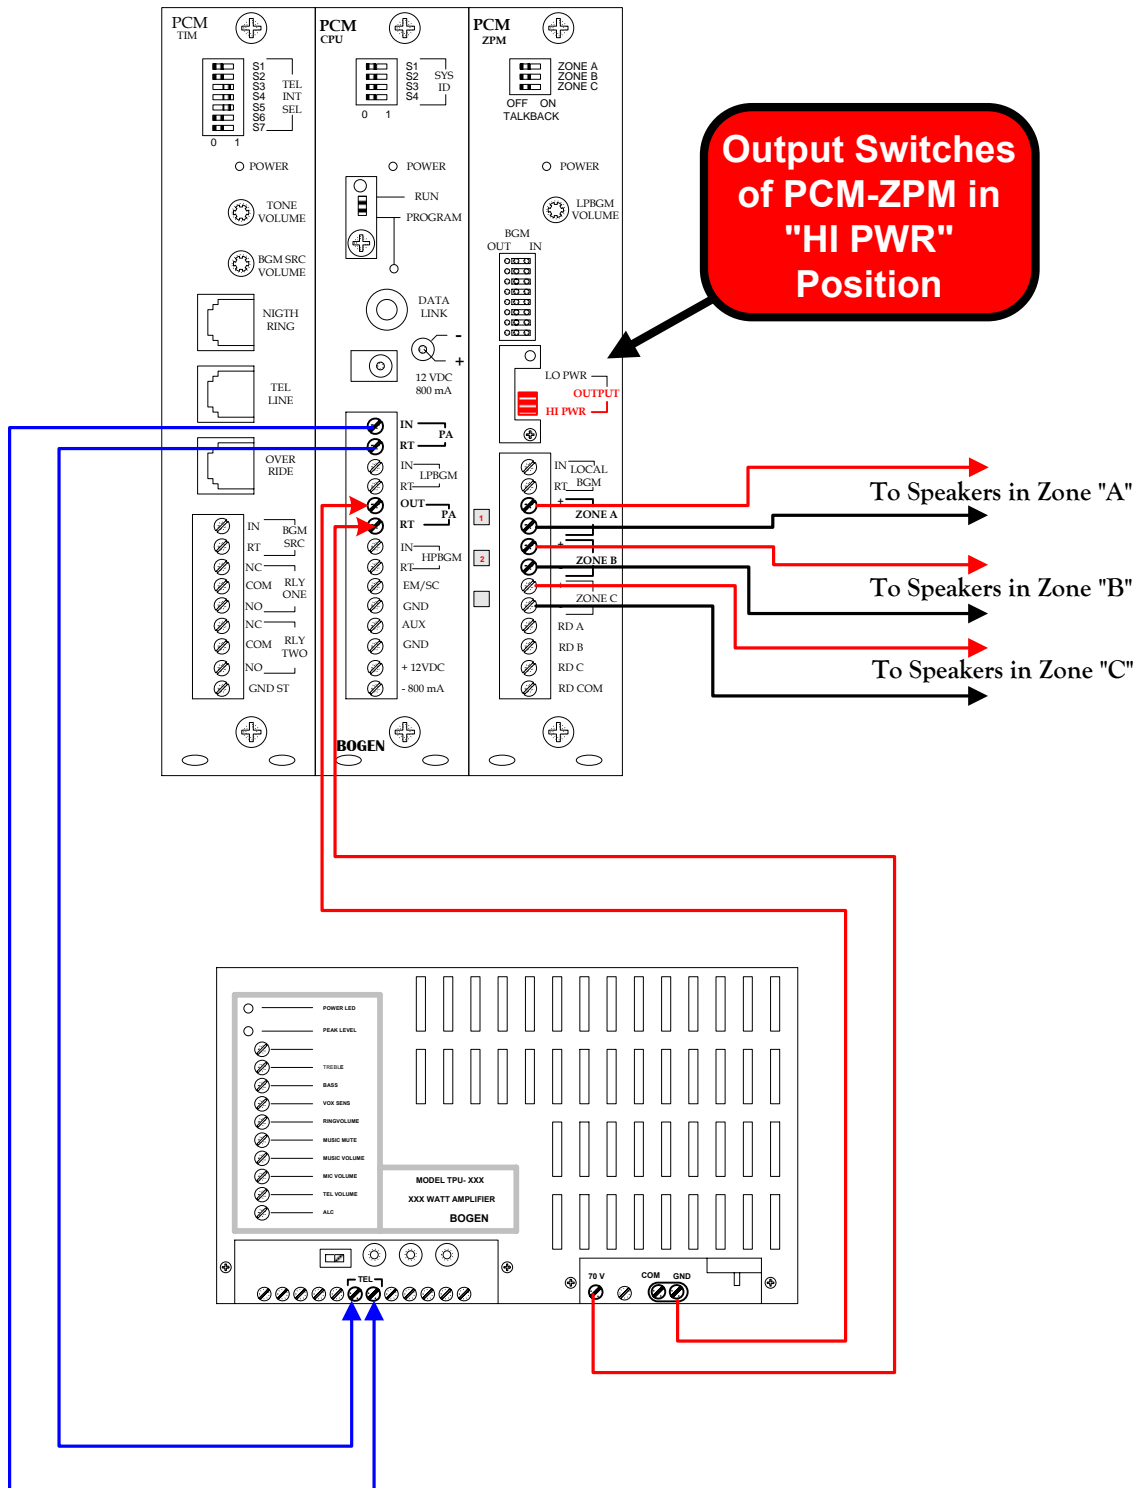 PCM
TIM
S1
S2
S3
S4
S5
S6
S7
TEL
INT
SEL
0 1
POWER
TONE
VOLUME
BGM SRC
VOLUME
NIGTH
RING
TEL
LINE
OVER
RIDE
IN
RT
BGM
SRC
NC
COM
NO
RLY
ONE
NC
COM
NO
RLY
TWO
GND ST
PCM
CPU
S1
S2
S3
S4
SYS
ID
0 1
POWER
RUN
PROGRAM
DATA
LINK
-
+
12 VDC
800 mA
IN
RT
PA
IN
RT
LPBGM
OUT
RT
PA
IN
RT
HPBGM
EM/SC
GND
AUX
GND
+ 12VDC
- 800 mA
BOGEN
PCM
ZPM
ZONE A
ZONE B
ZONE C
OFF ON
TALKBACK
POWER
LPBGM
VOLUME
BGM
OUT IN
LO PWR
OUTPUT
HI PWR
IN
RT
LOCAL
BGM
+
ZONE A
-
+
ZONE B
-
+
ZONE C
-
1
2
RD A
RD B
RD C
RD COM
Output Switches
of PCM-ZPM in
"HI PWR"
Position
To Speakers in Zone "A"
To Speakers in Zone "B"
To Speakers in Zone "C"
POWER LED
PEAK LEVEL
TREBLE
BASS
VOX SENS
RINGVOLUME
MUSIC MUTE
MUSIC VOLUME
MIC VOLUME
TEL VOLUME
ALC
MODEL TPU- XXX
XXX WATT AMPLIFIER
BOGEN
TEL
70 V
COM GND